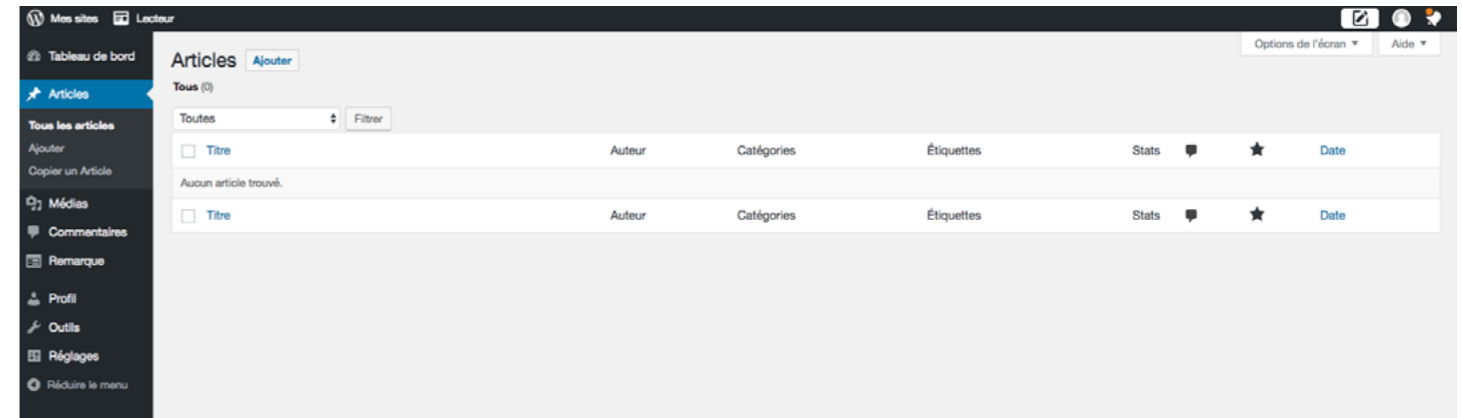 Mes sites Lecteur
Options de l'écran Aide
Tableau de bord
Articles
Tous les articles
Ajouter
Copier un Article
Médias
Commentaires
Remarque
Profil
Outils
Réglages
Réduire le menu
Articles Ajouter
Tous (0)
Toutes Filtrer
Titre Auteur Catégories Étiquettes Stats Date
Aucun article trouvé.
Titre Auteur Catégories Étiquettes Stats Date